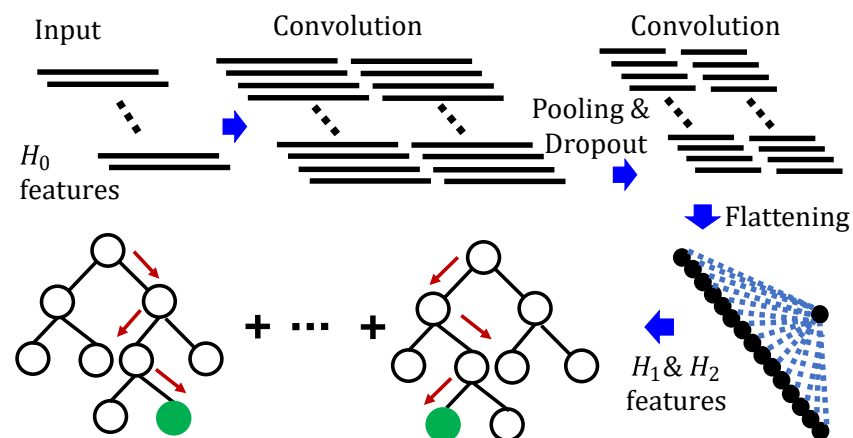 Input
Convolution
Convolution
Pooling &
Dropout
H₀
features
Flattening
+ ... +
H₁ & H₂
features